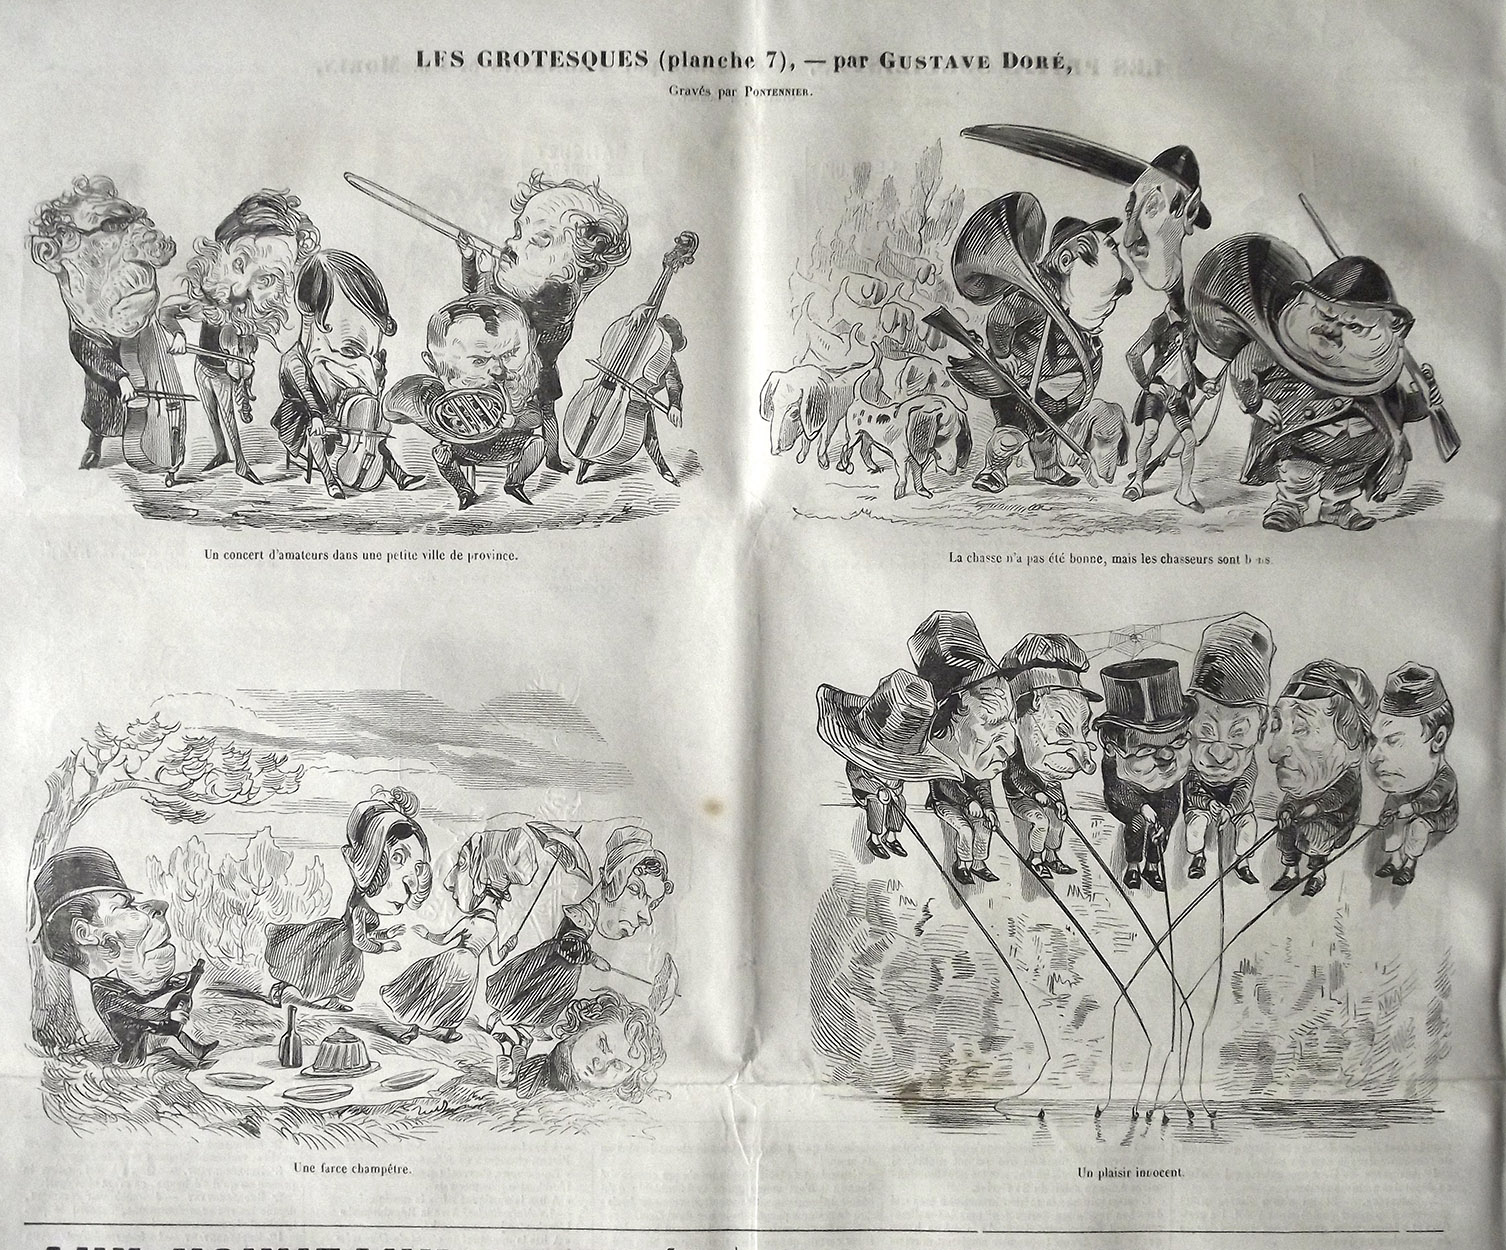 LES GROTESQUES (planche 7), — par GUSTAVE DORÉ,
Gravés par PONTENNIER.
Un concert d'amateurs dans une petite ville de province.
La chasse n'a pas été bonne, mais les chasseurs sont
Une farce champêtre.
Un plaisir innocent.